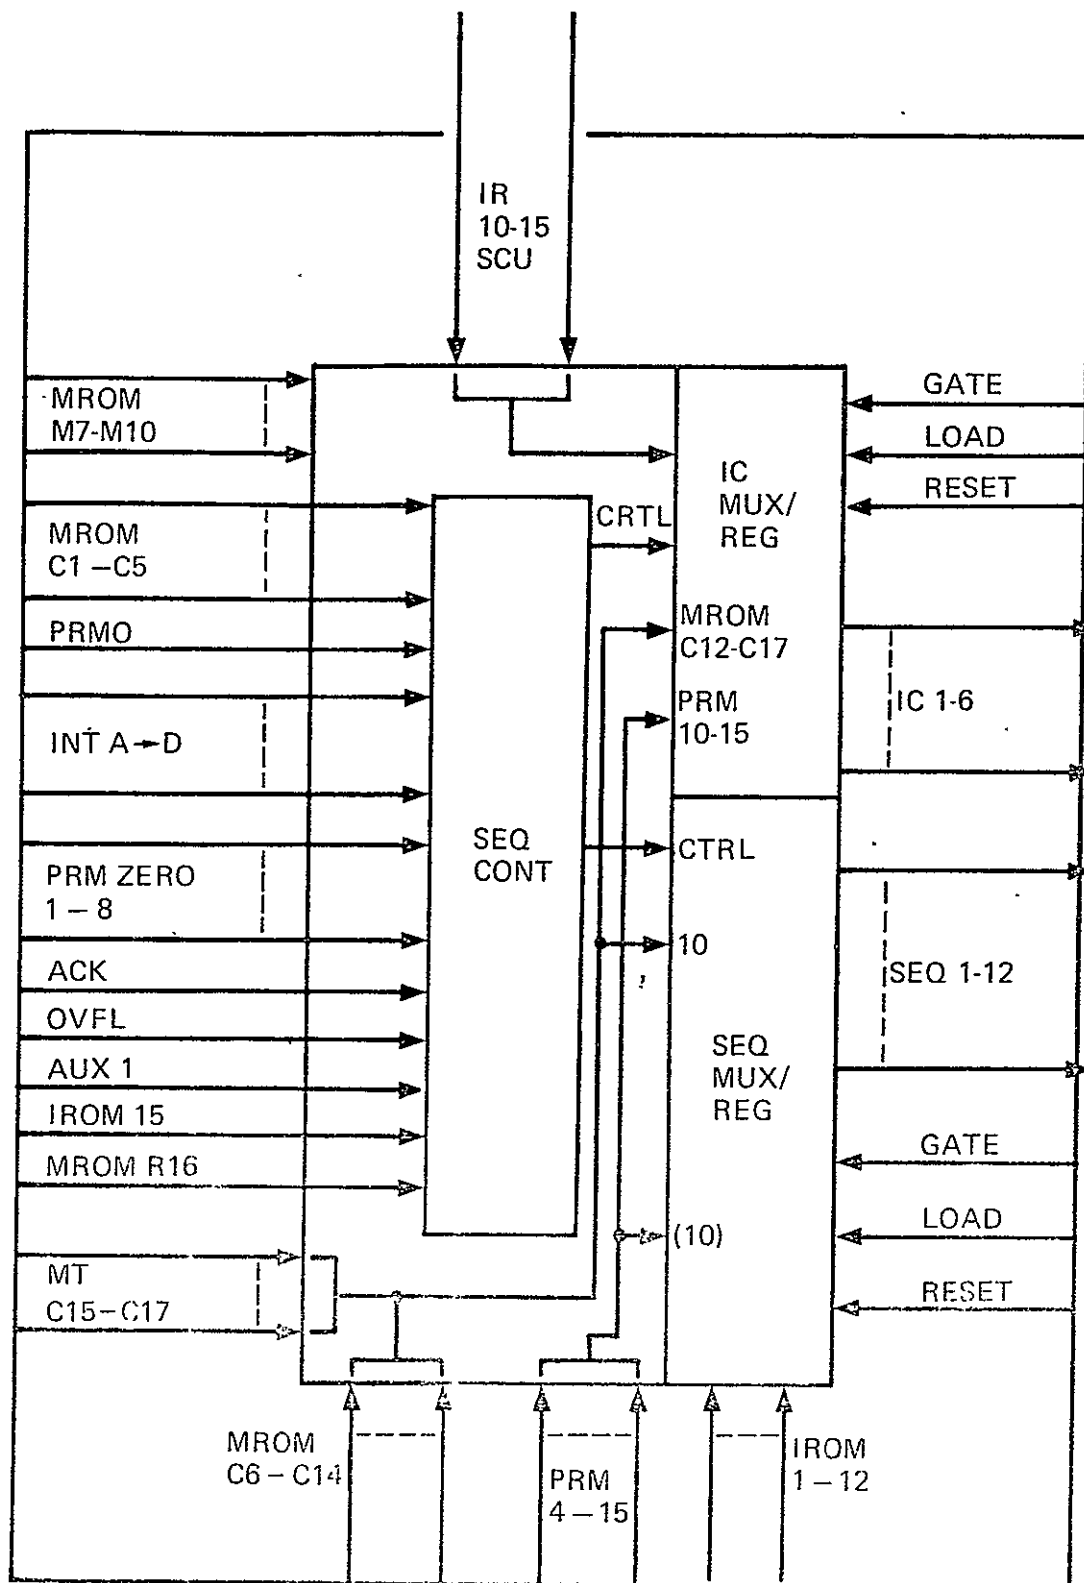 IR
10-15
SCU
MROM
M7-M10
MROM
C1 – C5
PRMO
INT A → D
PRM ZERO
1 – 8
ACK
OVFL
AUX 1
IROM 15
MROM R16
MT
C15 – C17
SEQ
CONT
CRTL
IC
MUX/
REG
MROM
C12-C17
PRM
10-15
CTRL
10
SEQ
MUX/
REG
(10)
GATE
LOAD
RESET
IC 1-6
SEQ 1-12
GATE
LOAD
RESET
MROM
C6 – C14
PRM
4 – 15
IROM
1 – 12